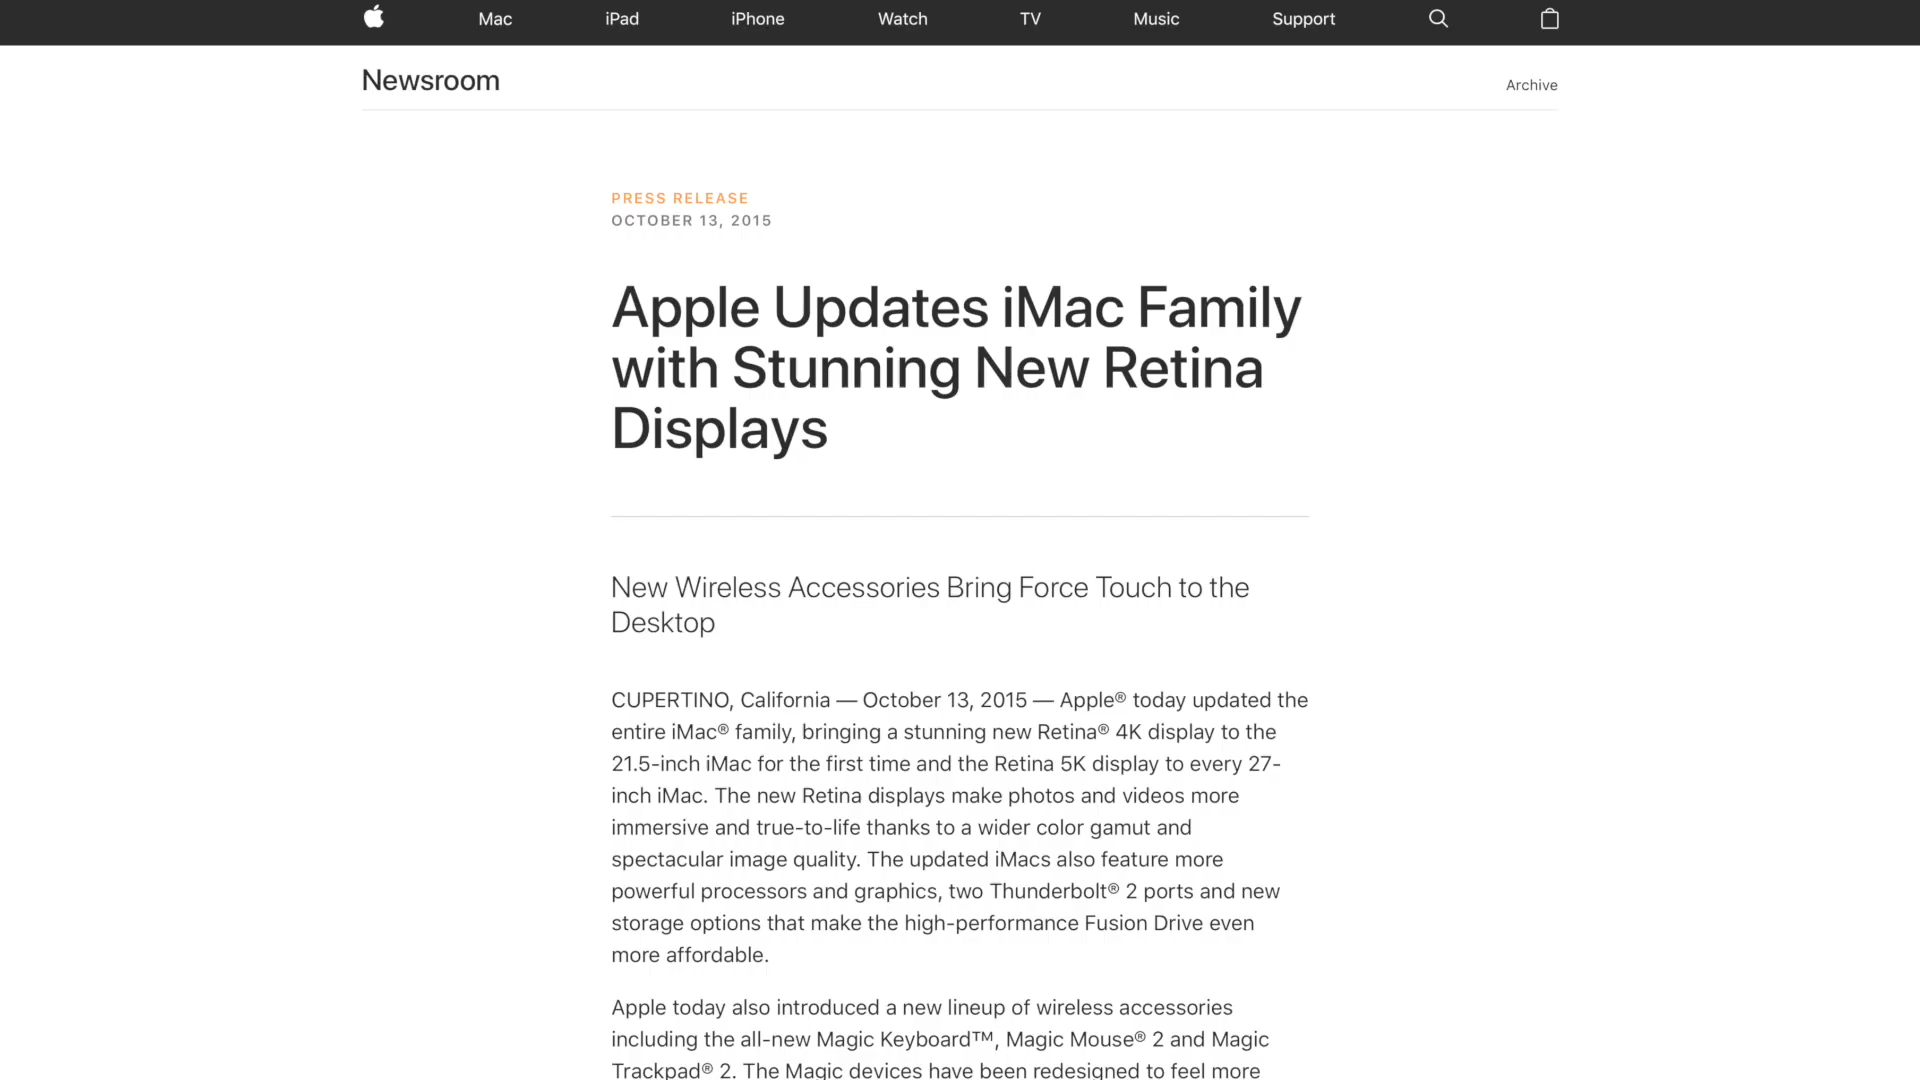 Mac iPad iPhone Watch TV Music Support
Newsroom
Archive
PRESS RELEASE
OCTOBER 13, 2015
Apple Updates iMac Family
with Stunning New Retina
Displays
New Wireless Accessories Bring Force Touch to the
Desktop
CUPERTINO, California — October 13, 2015 — Apple® today updated the
entire iMac® family, bringing a stunning new Retina® 4K display to the
21.5-inch iMac for the first time and the Retina 5K display to every 27-
inch iMac. The new Retina displays make photos and videos more
immersive and true-to-life thanks to a wider color gamut and
spectacular image quality. The updated iMacs also feature more
powerful processors and graphics, two Thunderbolt® 2 ports and new
storage options that make the high-performance Fusion Drive even
more affordable.
Apple today also introduced a new lineup of wireless accessories
including the all-new Magic Keyboard™, Magic Mouse® 2 and Magic
Trackpad® 2. The Magic devices have been redesigned to feel more